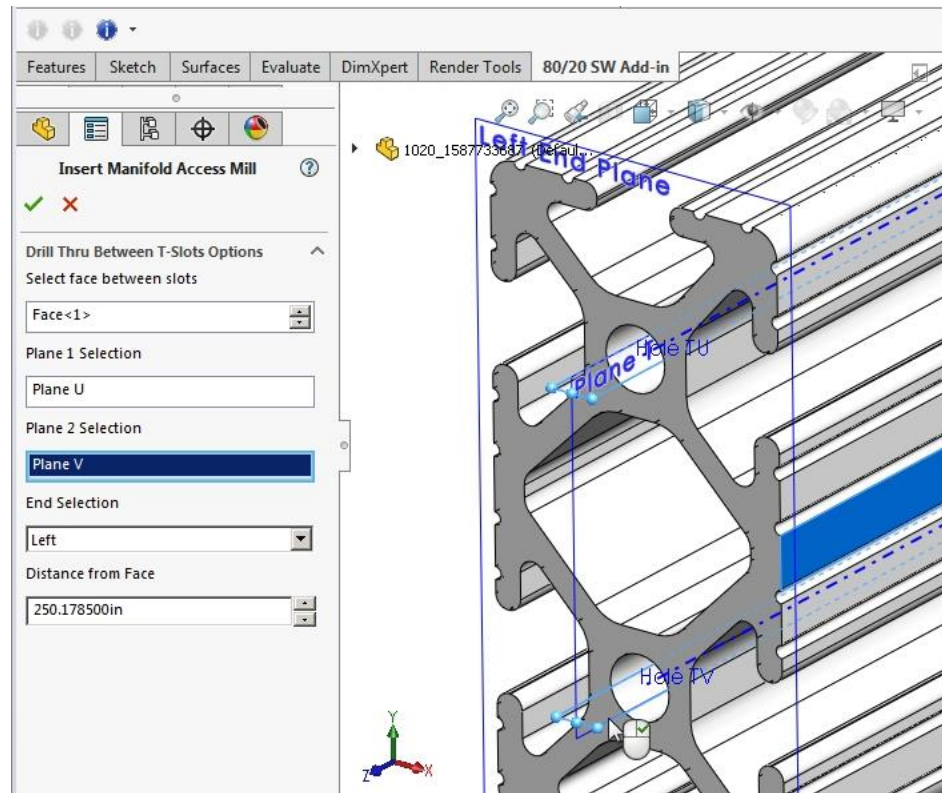 Features Sketch Surfaces Evaluate DimXpert Render Tools 80/20 SW Add-in
Insert Manifold Access Mill ?
Drill Thru Between T-Slots Options
Select face between slots
Face<1>
Plane 1 Selection
Plane U
Plane 2 Selection
Plane V
End Selection
Left
Distance from Face
250.178500in
1020_1587733687 (Defaul...
Left End Plane
Hole TU
Plane T
Hole TV
Y
Z X